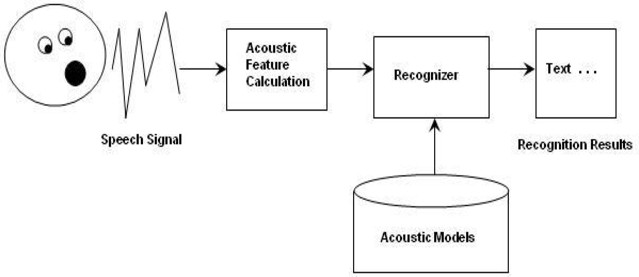 Acoustic
Feature
Calculation
Recognizer
Text . . .
Speech Signal
Recognition Results
Acoustic Models